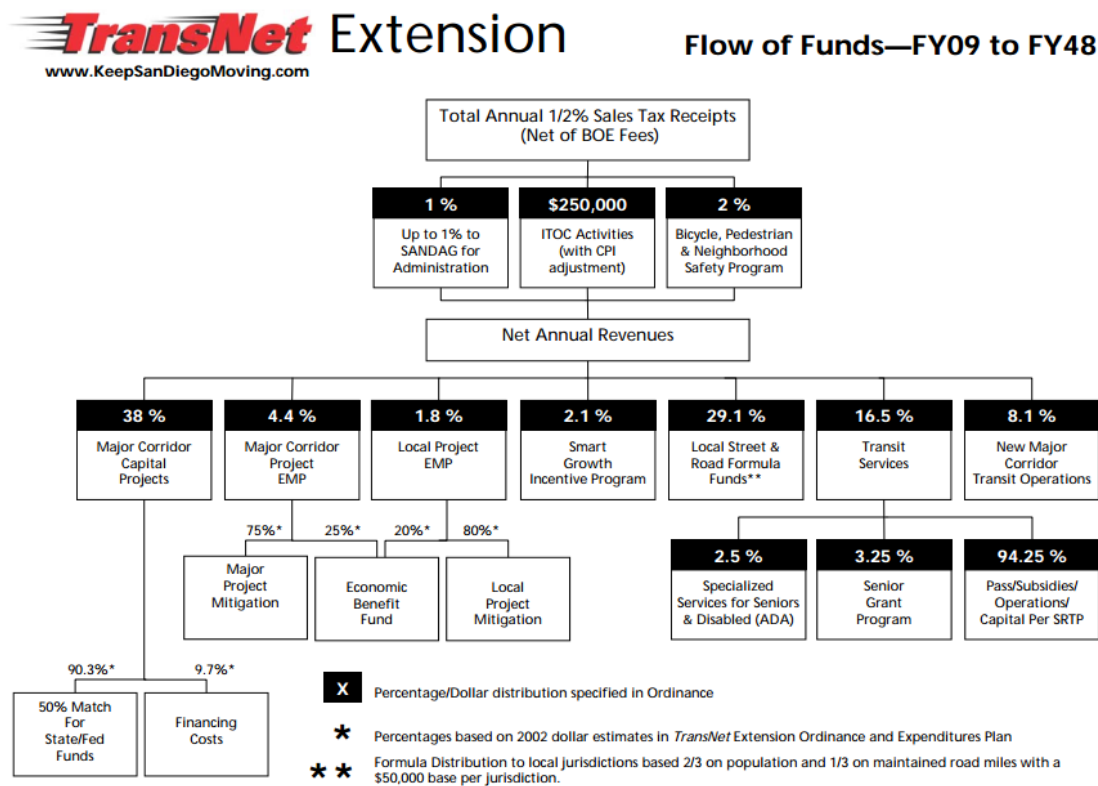 TransNet Extension
www.KeepSanDiegoMoving.com
Flow of Funds—FY09 to FY48
Total Annual 1/2% Sales Tax Receipts
(Net of BOE Fees)
1 %
Up to 1% to
SANDAG for
Administration
$250,000
ITOC Activities
(with CPI
adjustment)
2 %
Bicycle, Pedestrian
& Neighborhood
Safety Program
Net Annual Revenues
38 %
Major Corridor
Capital
Projects
4.4 %
Major Corridor
Project
EMP
1.8 %
Local Project
EMP
2.1 %
Smart
Growth
Incentive Program
29.1 %
Local Street &
Road Formula
Funds**
16.5 %
Transit
Services
8.1 %
New Major
Corridor
Transit Operations
75%*
25%*
20%*
80%*
Major
Project
Mitigation
Economic
Benefit
Fund
Local
Project
Mitigation
2.5 %
Specialized
Services for Seniors
& Disabled (ADA)
3.25 %
Senior
Grant
Program
94.25 %
Pass/Subsidies/
Operations/
Capital Per SRTP
90.3%*
9.7%*
50% Match
For
State/Fed
Funds
Financing
Costs
X Percentage/Dollar distribution specified in Ordinance
* Percentages based on 2002 dollar estimates in TransNet Extension Ordinance and Expenditures Plan
** Formula Distribution to local jurisdictions based 2/3 on population and 1/3 on maintained road miles with a
$50,000 base per jurisdiction.